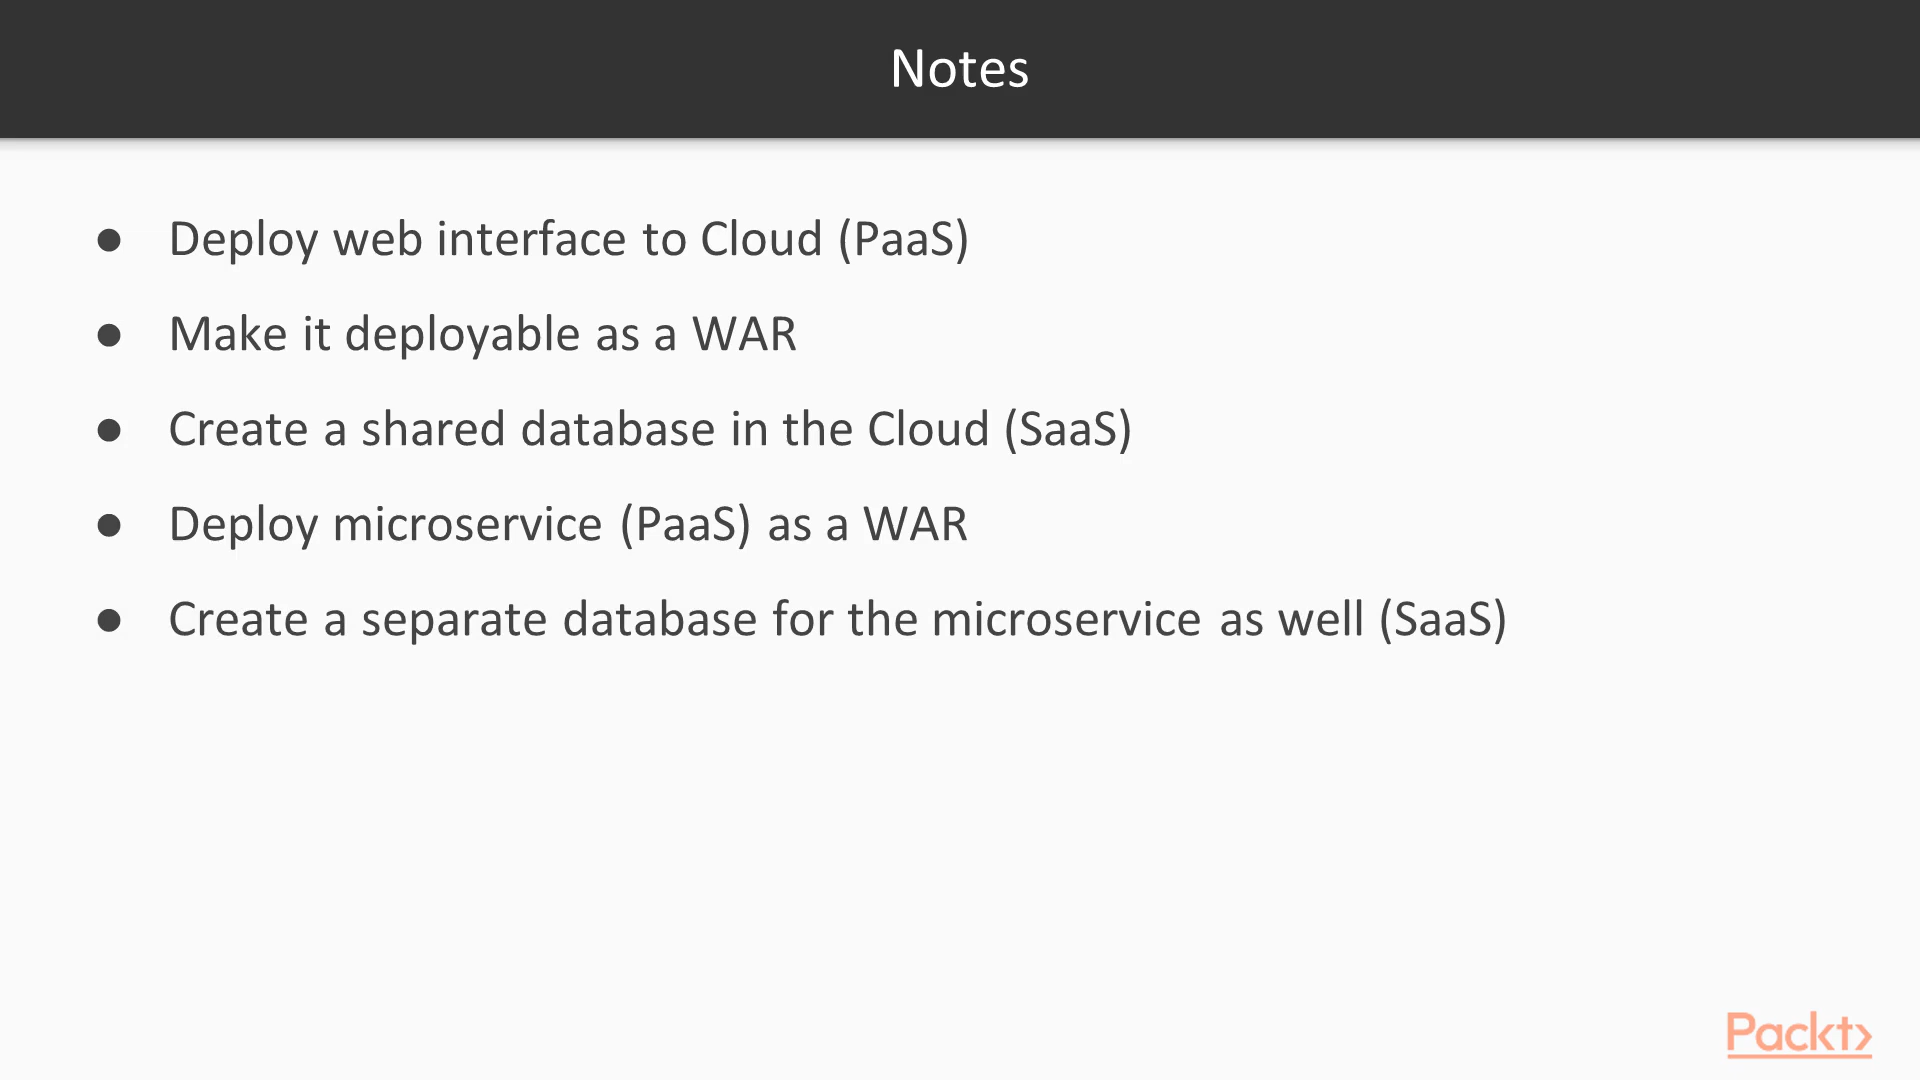 Notes
● Deploy web interface to Cloud (PaaS)
● Make it deployable as a WAR
● Create a shared database in the Cloud (SaaS)
● Deploy microservice (PaaS) as a WAR
● Create a separate database for the microservice as well (SaaS)
Packt>